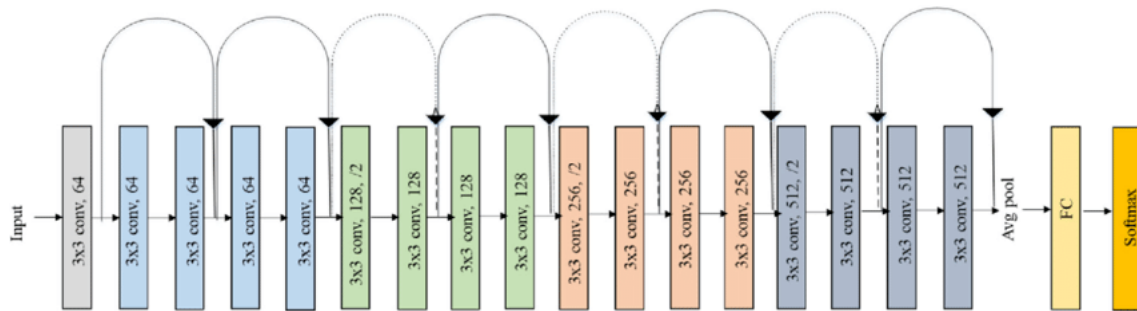 Input
3x3 conv, 64
3x3 conv, 64
3x3 conv, 64
3x3 conv, 64
3x3 conv, 64
3x3 conv, 128, /2
3x3 conv, 128
3x3 conv, 128
3x3 conv, 128
3x3 conv, 256, /2
3x3 conv, 256
3x3 conv, 256
3x3 conv, 256
3x3 conv, 512, /2
3x3 conv, 512
3x3 conv, 512
3x3 conv, 512
Avg pool
FC
Softmax